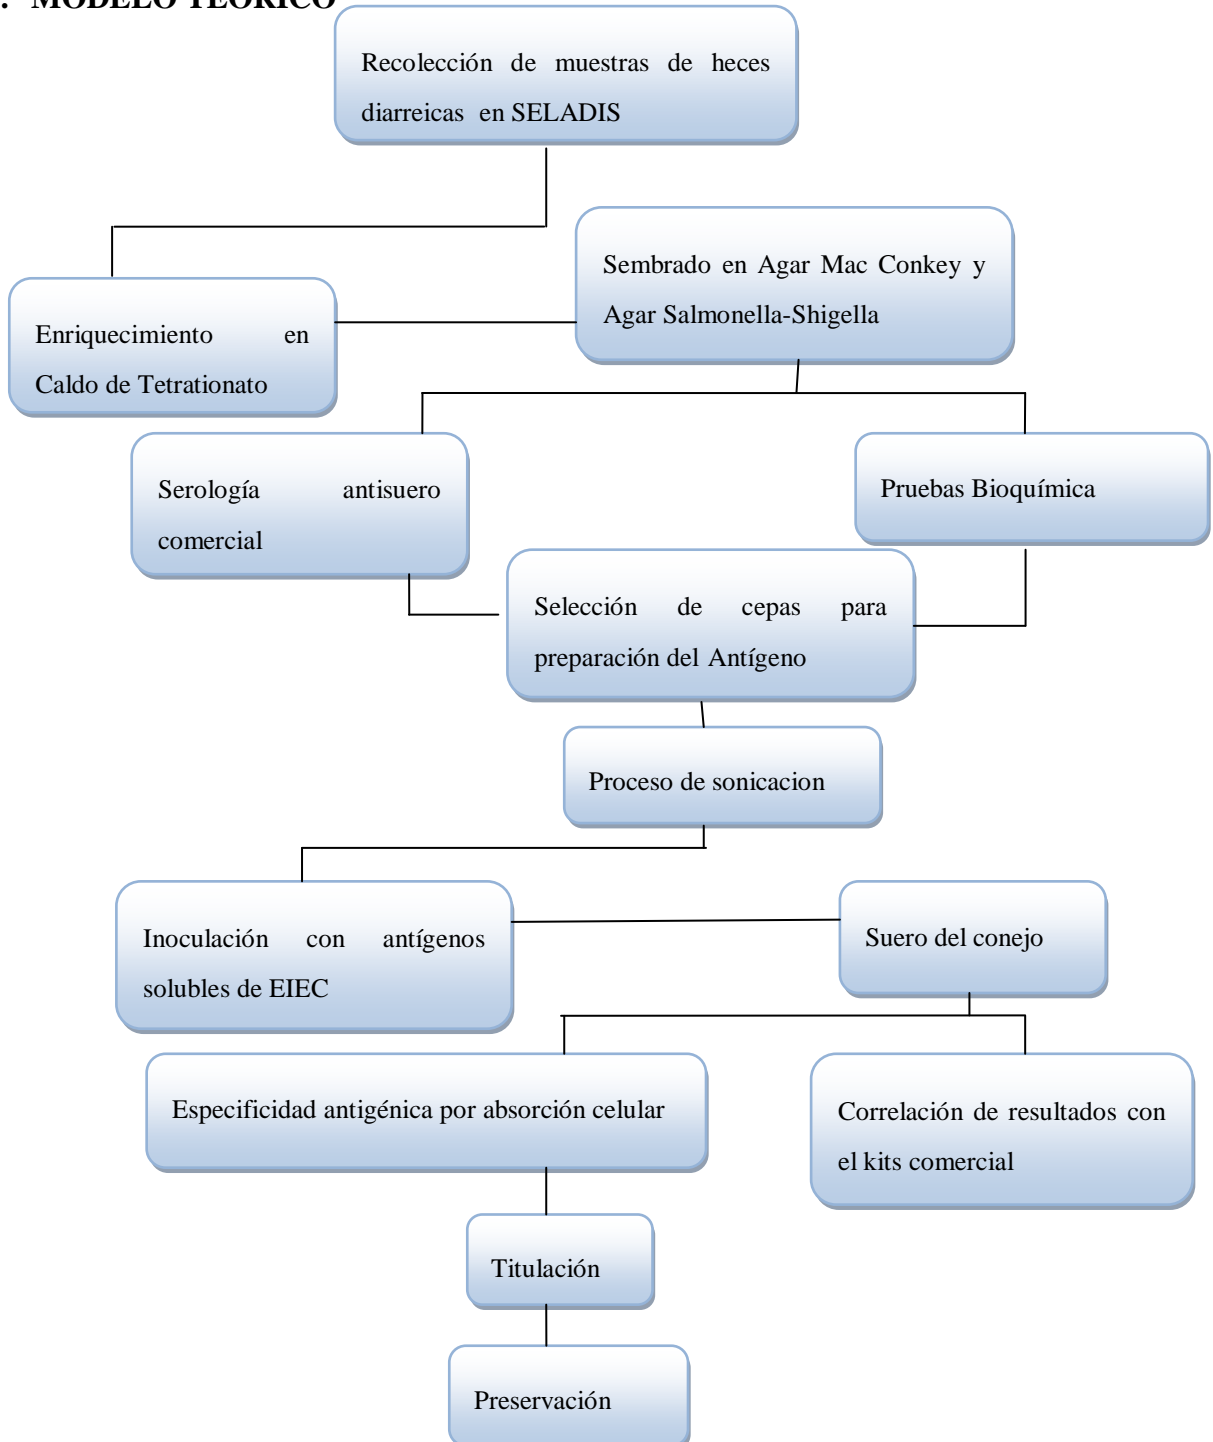 . MODELO TEÓRICO
Recolección de muestras de heces
diarreicas en SELADIS
Sembrado en Agar Mac Conkey y
Agar Salmonella-Shigella
Enriquecimiento en
Caldo de Tetrationato
Serología antisuero
comercial
Pruebas Bioquímica
Selección de cepas para
preparación del Antígeno
Proceso de sonicacion
Inoculación con antígenos
solubles de EIEC
Suero del conejo
Especificidad antigénica por absorción celular
Correlación de resultados con
el kits comercial
Titulación
Preservación